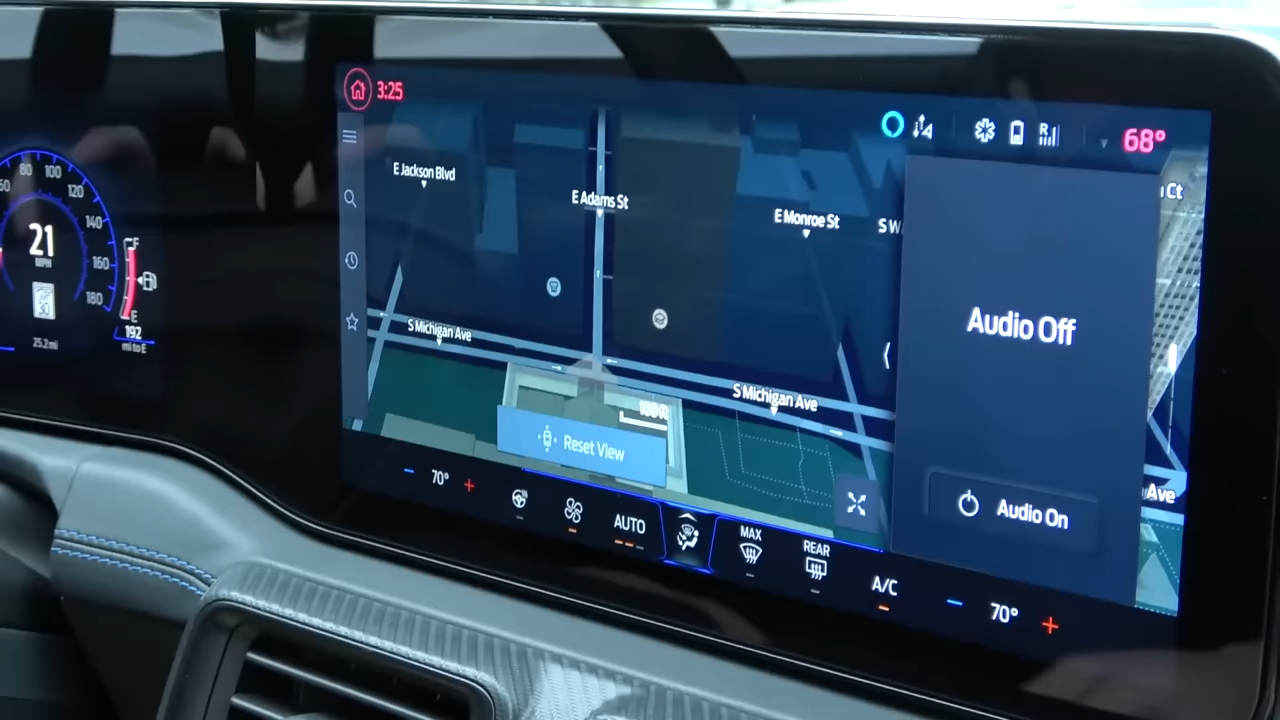 3:25
68°
E Jackson Blvd
E Adams St
E Monroe St
S W
Ct
80
100
120
140
160
180
21
MPH
30
25.2 mi
F
E
192
mi to E
S Michigan Ave
S Michigan Ave
Ave
Reset View
Audio Off
Audio On
70°
AUTO
MAX
REAR
A/C
70°
R